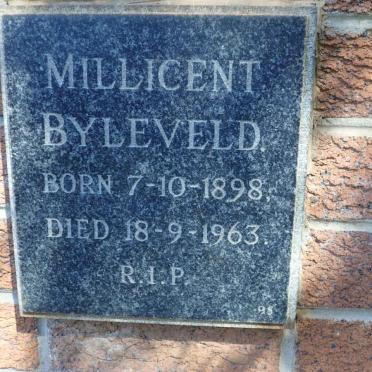 MILLICENT
BYLEVELD.
BORN 7-10-1898.
DIED 18-9-1963.
R.I.P.